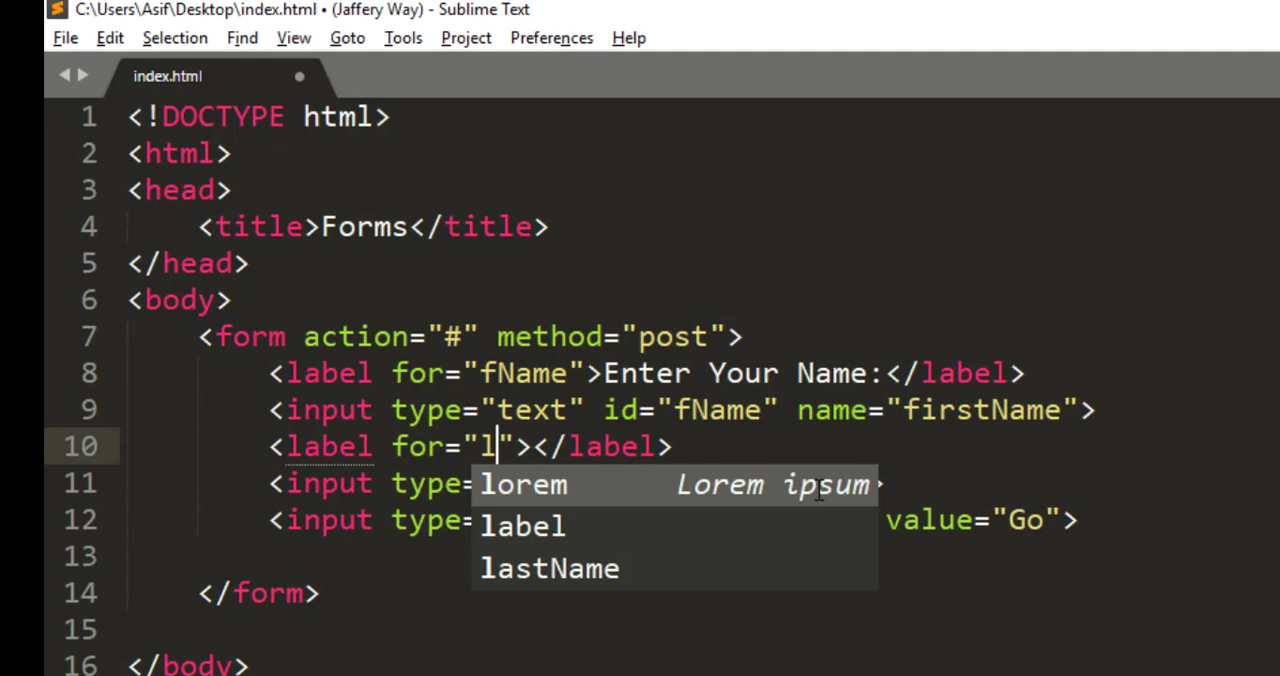 C:\Users\Asif\Desktop\index.html • (Jaffery Way) - Sublime Text
File Edit Selection Find View Goto Tools Project Preferences Help
index.html
1 <!DOCTYPE html>
2 <html>
3 <head>
4 <title>Forms</title>
5 </head>
6 <body>
7 <form action="#" method="post">
8 <label for="fName">Enter Your Name:</label>
9 <input type="text" id="fName" name="firstName">
10 <label for="l"></label>
11 <input type=
lorem Lorem ipsum
12 <input type= value="Go">
label
13
lastName
14 </form>
15
16 </body>